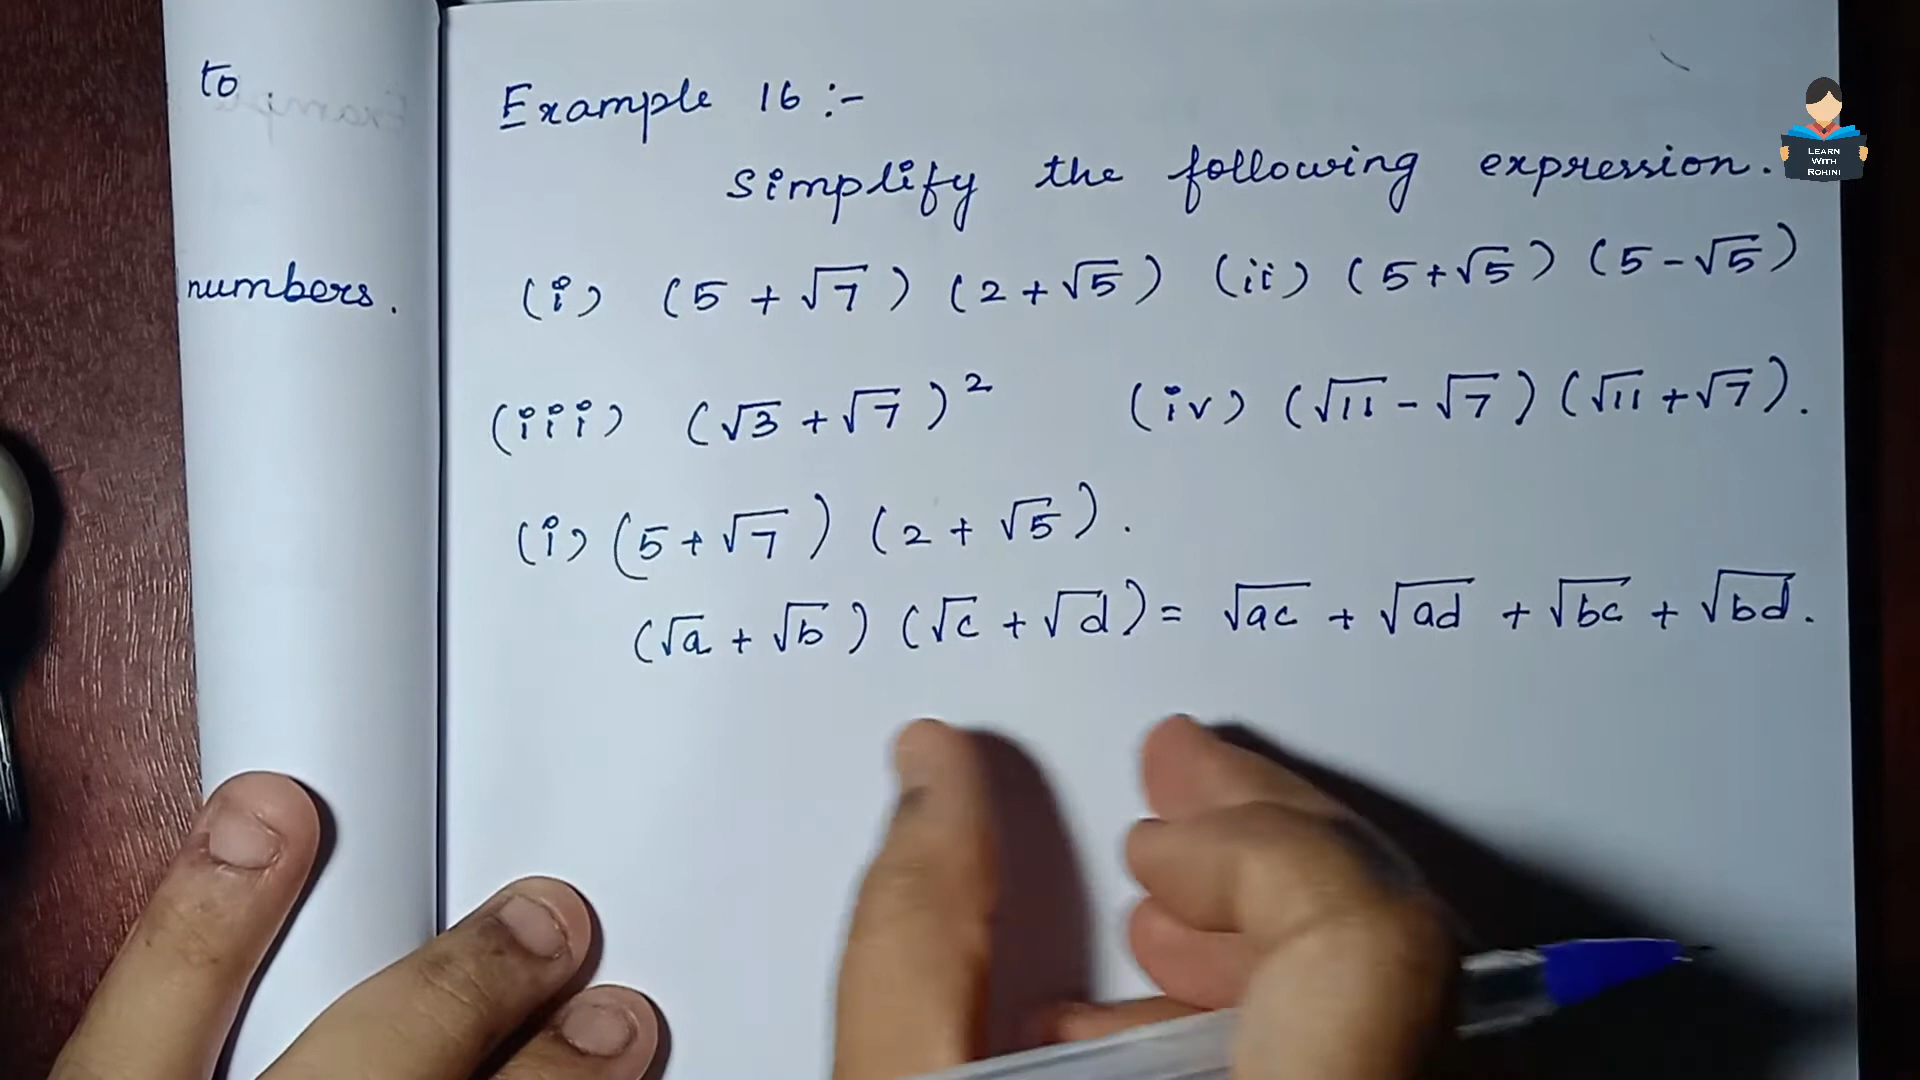 to
numbers.
Example 16 :-
Simplify the following expression.
(i) (5 + √7) (2 + √5) (ii) (5 + √5) (5 - √5)
(iii) (√3 + √7)² (iv) (√11 - √7) (√11 + √7).
(i) (5 + √7) (2 + √5).
(√a + √b) (√c + √d) = √ac + √ad + √bc + √bd.
LEARN
WITH
ROHINI